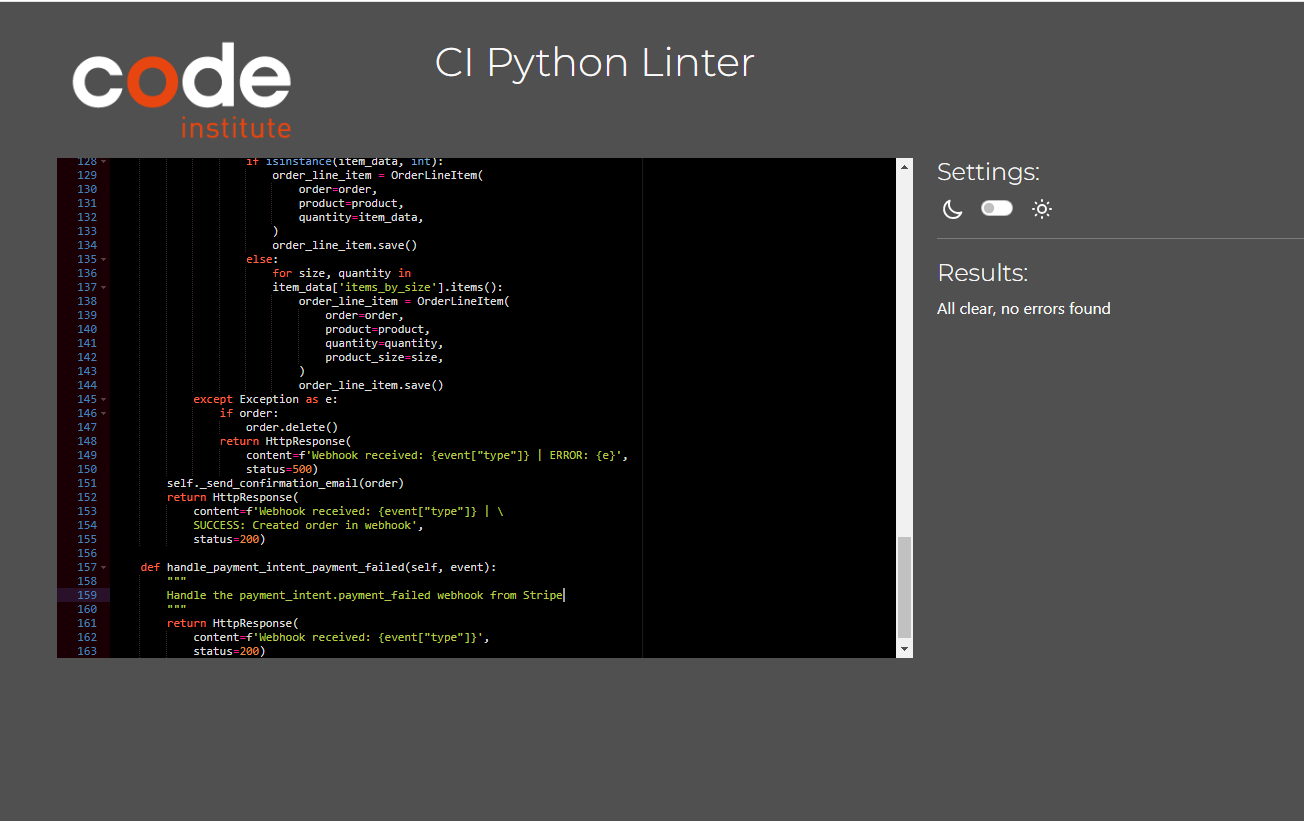 code
institute
CI Python Linter
128 if isinstance(item_data, int):
129 order_line_item = OrderLineItem(
130 order=order,
131 product=product,
132 quantity=item_data,
133 )
134 order_line_item.save()
135 else:
136 for size, quantity in
137 item_data['items_by_size'].items():
138 order_line_item = OrderLineItem(
139 order=order,
140 product=product,
141 quantity=quantity,
142 product_size=size,
143 )
144 order_line_item.save()
145 except Exception as e:
146 if order:
147 order.delete()
148 return HttpResponse(
149 content=f'Webhook received: {event["type"]} | ERROR: {e}',
150 status=500)
151 self._send_confirmation_email(order)
152 return HttpResponse(
153 content=f'Webhook received: {event["type"]} | \
154 SUCCESS: Created order in webhook',
155 status=200)
156
157 def handle_payment_intent_payment_failed(self, event):
158 """
159 Handle the payment_intent.payment_failed webhook from Stripe
160 """
161 return HttpResponse(
162 content=f'Webhook received: {event["type"]}',
163 status=200)
Settings:
Results:
All clear, no errors found